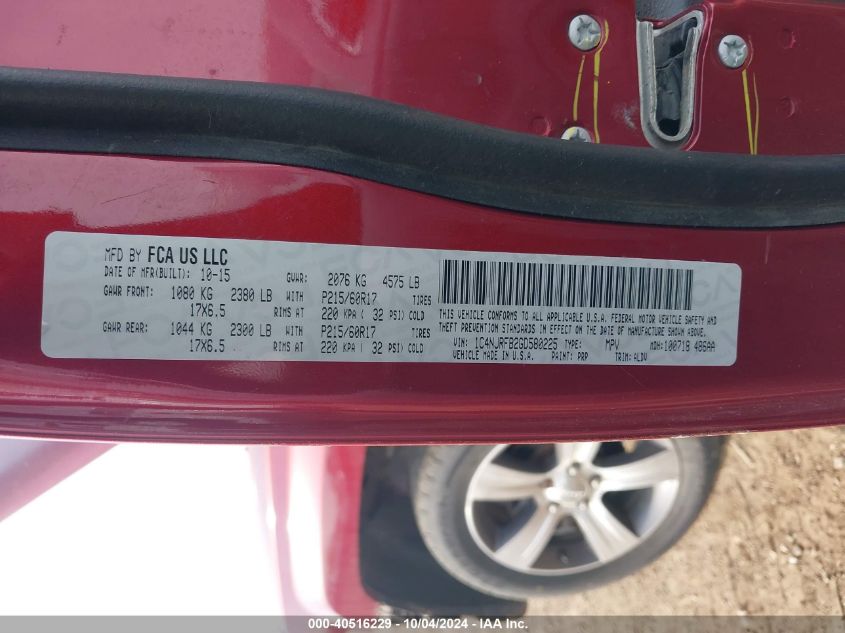 MFD BY FCA US LLC
DATE OF MFR(BUILT): 10-15 GVWR: 2076 KG 4575 LB
GAWR FRONT: 1080 KG 2380 LB WITH P215/60R17 TIRES
17X6.5 RIMS AT 220 KPA ( 32 PSI) COLD
GAWR REAR: 1044 KG 2300 LB WITH P215/60R17 TIRES
17X6.5 RIMS AT 220 KPA ( 32 PSI) COLD
THIS VEHICLE CONFORMS TO ALL APPLICABLE U.S.A. FEDERAL MOTOR VEHICLE SAFETY AND
THEFT PREVENTION STANDARDS IN EFFECT ON THE DATE OF MANUFACTURE SHOWN ABOVE.
VIN: 1C4NJRFB2GD580225 TYPE: MPV MDH:100718 486AA
VEHICLE MADE IN U.S.A. PAINT: PRP TRIM: ALDV
000-40516229 - 10/04/2024 - IAA Inc.